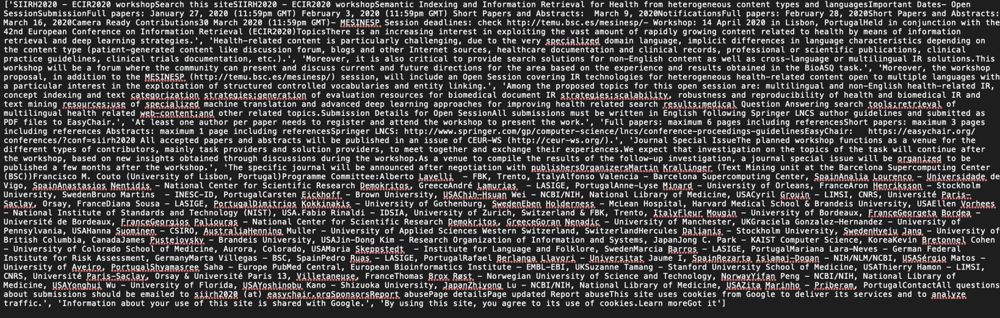 ['SIIRH2020 - ECIR2020 workshopSearch this siteSIIRH2020 - ECIR2020 workshopSemantic Indexing and Information Retrieval for Health from heterogeneous content types and languagesImportant Dates- Open
SessionSubmissionFull papers: January 27, 2020 (11:59pm GMT) February 3, 2020 (11:59pm GMT) Short Papers and Abstracts:  March 9, 2020NotificationsFull papers: February 28, 2020Short Papers and Abstracts:
March 16, 2020Camera Ready Contributions30 March 2020 (11:59pm GMT)- MESINESP Session deadlines: check http://temu.bsc.es/mesinesp/- Workshop: 14 April 2020 in Lisbon, PortugalHeld in conjunction with the
42nd European Conference on Information Retrieval (ECIR2020)TopicsThere is an increasing interest in exploiting the vast amount of rapidly growing content related to health by means of information
retrieval and deep learning strategies.', 'Health-related content is particularly challenging, due to the very specialized domain language, implicit differences in language characteristics depending on
the content type (patient-generated content like discussion forum, blogs and other Internet sources, healthcare documentation and clinical records, professional or scientific publications, clinical
practice guidelines, clinical trials documentation, etc.).', 'Moreover, it is also critical to provide search solutions for non-English content as well as cross-language or multilingual IR solutions.This
workshop will be a forum where the community can present and discuss current and future directions for the area based on the experience and results obtained in the BioASQ task.', 'Moreover, the workshop
proposal, in addition to the MESINESP (http://temu.bsc.es/mesinesp/) session, will include an Open Session covering IR technologies for heterogeneous health-related content open to multiple languages with
a particular interest in the exploitation of structured controlled vocabularies and entity linking.', 'Among the proposed topics for this open session are: multilingual and non-English health-related IR,
concept indexing and text categorization strategies;generation of evaluation resources for biomedical document IR strategies;scalability, robustness and reproducibility of health and biomedical IR and
text mining resources;use of specialized machine translation and advanced deep learning approaches for improving health related search results;medical Question Answering search tools;retrieval of
multilingual health related web-content;and other related topics.Submission Details for Open SessionAll submissions must be written in English following Springer LNCS author guidelines and submitted as
PDF files to EasyChair.', 'At least one author per paper needs to register and attend the workshop to present the work.', 'Full papers: maximum 6 pages including referencesShort papers: maximum 3 pages
including references Abstracts: maximum 1 page including referencesSpringer LNCS: http://www.springer.com/gp/computer-science/lncs/conference-proceedings-guidelinesEasyChair:   https://easychair.org/
conferences/?conf=siirh2020 All accepted papers and abstracts will be published in an issue of CEUR-WS (http://ceur-ws.org/).', 'Journal Special IssueThe planned workshop functions as a venue for the
different types of contributors, mainly task providers and solution providers, to meet together and exchange their experiences.We expect that investigation on the topics of the task will continue after
the workshop, based on new insights obtained through discussions during the workshop.As a venue to compile the results of the follow-up investigation, a journal special issue will be organized to be
published a few months after the workshop.', 'The specific journal will be announced after negotiation with publishersOrganizersMartin Krallinger (Text Mining unit at the Barcelona Supercomputing Center
(BSC))Francisco M. Couto (University of Lisbon, Portugal)Programme Committee:Alberto Lavelli  - FBK, Trento, ItalyAlfonso Valencia - Barcelona Supercomputing Center, SpainAnalia Lourenco - Universidade de
Vigo, SpainAnastasios Nentidis - National Center for Scientific Research Demokritos, GreeceAndré Lamurias  - LASIGE, PortugalAnne-Lyse Minard - University of Orleans, FranceAron Henriksson - Stockholm
University, SwedenBruno Martins  - INESC-ID, PortugalCarsten Eickhoff - Brown University, USAChih-Hsuan Wei - NCBI/NIH, National Library of Medicine, USACyril Grouin - LIMSI, CNRS, Université Paris-
Saclay, Orsay, FranceDiana Sousa - LASIGE, PortugalDimitrios Kokkinakis - University of Gothenburg, SwedenEben Holderness - McLean Hospital, Harvard Medical School & Brandeis University, USAEllen Vorhees
- National Institute of Standards and Technology (NIST), USA.Fabio Rinaldi - IDSIA, University of Zurich, Switzerland & FBK, Trento, ItalyFleur Mougin - University of Bordeaux, FranceGeorgeta Bordea -
Université de Bordeaux, FranceGeorgios Paliouras - National Center for Scientific Research Demokritos, GreeceGoran Nenadic - University of Manchester, UKGraciela Gonzalez-Hernandez - University of
Pennsylvania, USAHanna Suominen - CSIRO, AustraliaHenning Muller - University of Applied Sciences Western Switzerland, SwitzerlandHercules Dalianis - Stockholm University, SwedenHyeju Jang - University of
British Columbia, CanadaJames Pustejovsky - Brandeis University, USAJin-Dong Kim - Research Organization of Information and Systems, JapanJong C. Park - KAIST Computer Science, KoreaKevin Bretonnel Cohen
- University of Colorado School of Medicine, Aurora, Colorado, USAMaria Skeppstedt  - Institute for Language and Folklore, SwedenMarcia Barros - LASIGE, PortugalMariana Lara-Neves - German Federal
Institute for Risk Assessment, GermanyMarta Villegas - BSC, SpainPedro Ruas - LASIGE, PortugalRafael Berlanga Llavori - Universitat Jaume I, SpainRezarta Islamaj-Dogan - NIH/NLM/NCBI, USASérgio Matos -
University of Aveiro, PortugalShyamasree Saha - Europe PubMed Central, European Bioinformatics Institute - EMBL-EBI, UKSuzanne Tamang - Stanford University School of Medicine, USAThierry Hamon - LIMSI,
CNRS, Université Paris-Saclay, Orsay & Université Paris 13, Villetaneuse, FranceThomas Brox Røst - Norwegian University of Science and Technology, NorwayYifan Peng - NCBI/NIH, National Library of
Medicine, USAYonghui Wu - University of Florida, USAYoshinobu Kano - Shizuoka University, JapanZhiyong Lu - NCBI/NIH, National Library of Medicine, USAZita Marinho - Priberam, PortugalContactAll questions
about submissions should be emailed to siirh2020 (at) easychair.orgSponsorsReport abusePage detailsPage updated Report abuseThis site uses cookies from Google to deliver its services and to analyze
traffic.', 'Information about your use of this site is shared with Google.', 'By using this site, you agree to its use of cookies.Learn moreGot it']